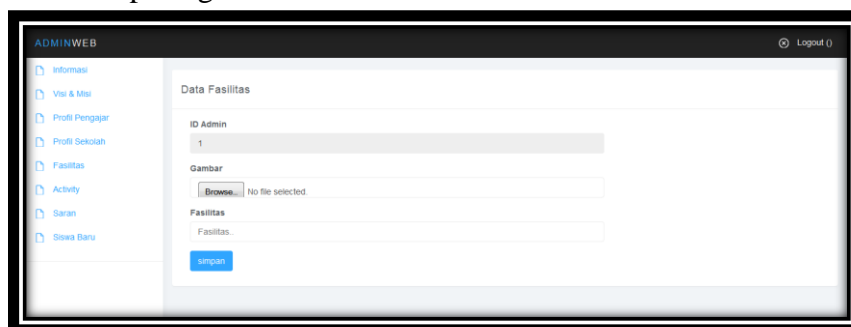 ADMINWEB
Logout ()
Informasi
Visi & Misi
Profil Pengajar
Profil Sekolah
Fasilitas
Activity
Saran
Siswa Baru
Data Fasilitas
ID Admin
1
Gambar
Browse.. No file selected.
Fasilitas
Fasilitas..
simpan